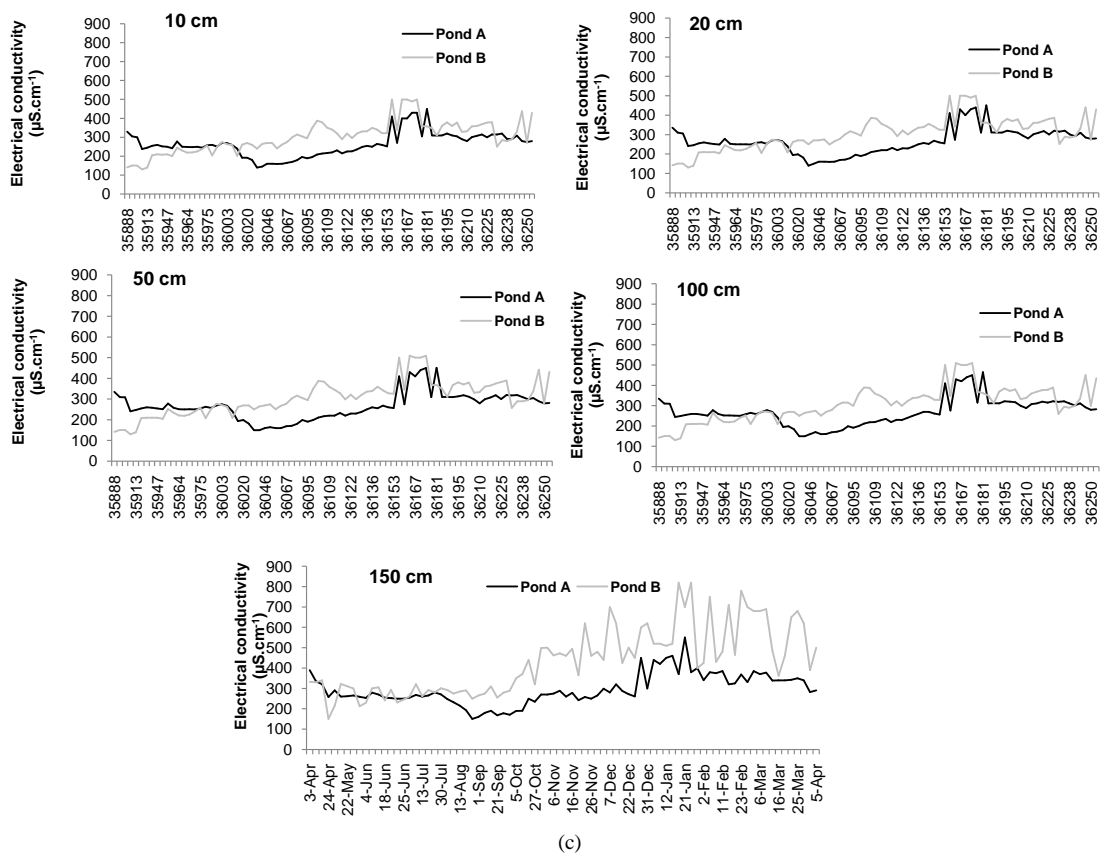 10 cm
Electrical conductivity
(µS.cm-1)
900
800
700
600
500
400
300
200
100
0
Pond A
Pond B
35888
35913
35947
35964
35975
36003
36020
36046
36067
36095
36109
36122
36136
36153
36167
36181
36195
36210
36225
36238
36250
20 cm
Electrical conductivity
(µS.cm-1)
900
800
700
600
500
400
300
200
100
0
Pond A
Pond B
35888
35913
35947
35964
35975
36003
36020
36046
36067
36095
36109
36122
36136
36153
36167
36181
36195
36210
36225
36238
36250
50 cm
Electrical conductivity
(µS.cm-1)
900
800
700
600
500
400
300
200
100
0
Pond A
Pond B
35888
35913
35947
35964
35975
36003
36020
36046
36067
36095
36109
36122
36136
36153
36167
36181
36195
36210
36225
36238
36250
100 cm
Electrical conductivity
(µS.cm-1)
900
800
700
600
500
400
300
200
100
0
Pond A
Pond B
35888
35913
35947
35964
35975
36003
36020
36046
36067
36095
36109
36122
36136
36153
36167
36181
36195
36210
36225
36238
36250
150 cm
Electrical conductivity
(µS.cm-1)
900
800
700
600
500
400
300
200
100
0
Pond A Pond B
3-Apr
24-Apr
22-May
4-Jun
18-Jun
25-Jun
13-Jul
30-Jul
13-Aug
1-Sep
21-Sep
5-Oct
27-Oct
6-Nov
16-Nov
26-Nov
7-Dec
22-Dec
31-Dec
12-Jan
21-Jan
2-Feb
11-Feb
23-Feb
6-Mar
16-Mar
25-Mar
5-Apr
(c)